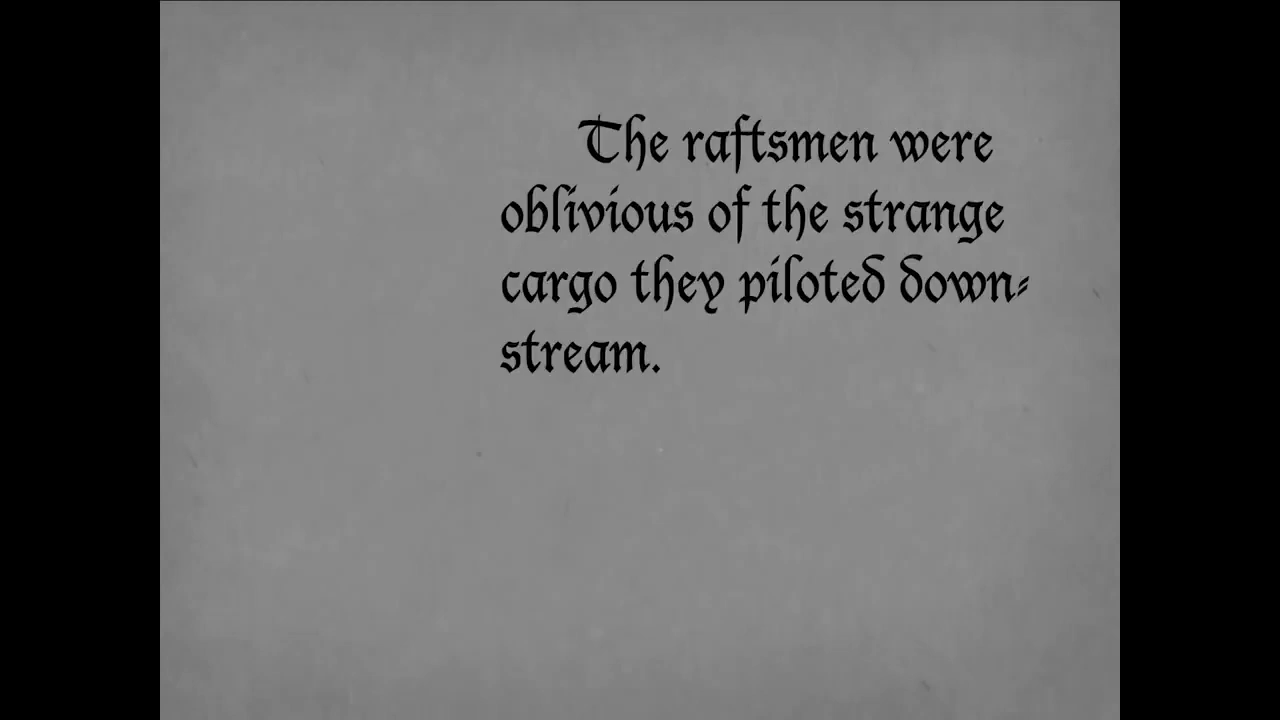 The raftsmen were
oblivious of the strange
cargo they piloted down-
stream.